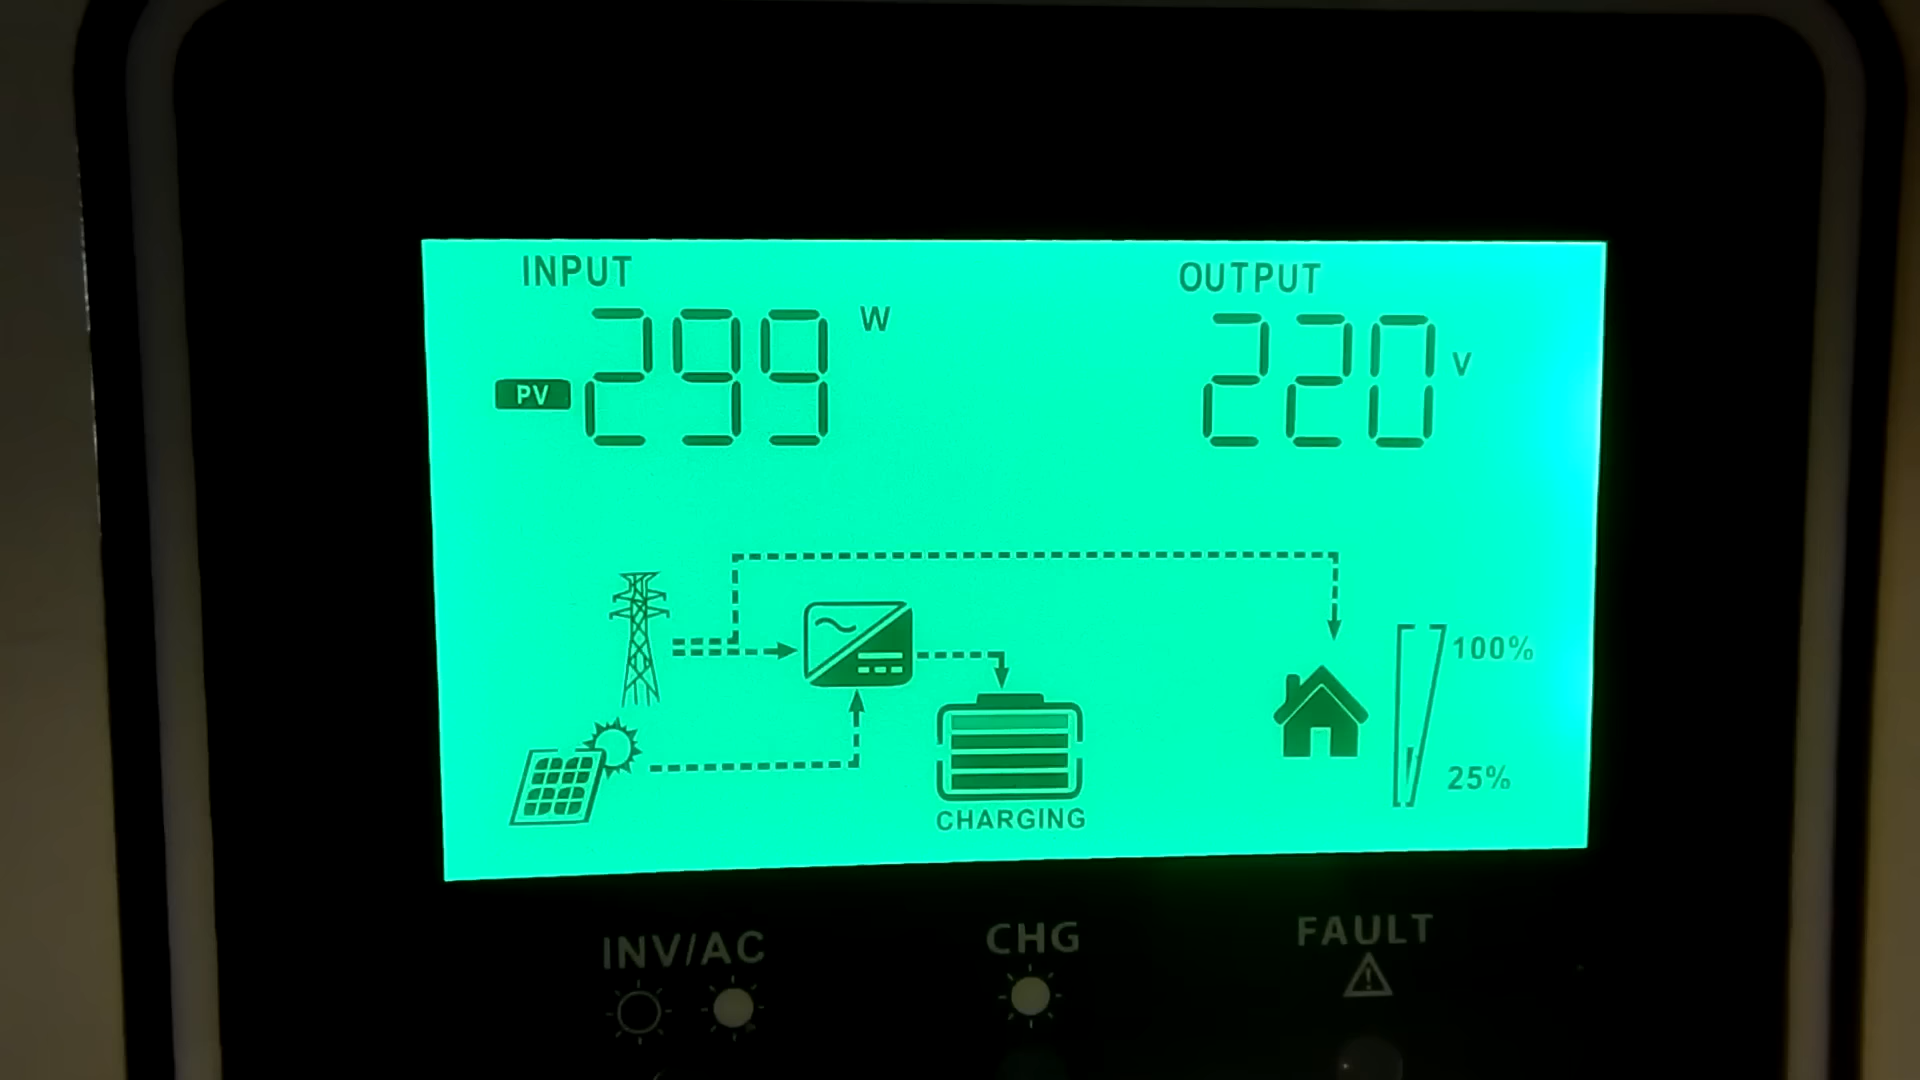 INPUT
OUTPUT
PV 299 W
220 V
100%
25%
CHARGING
INV/AC
CHG
FAULT